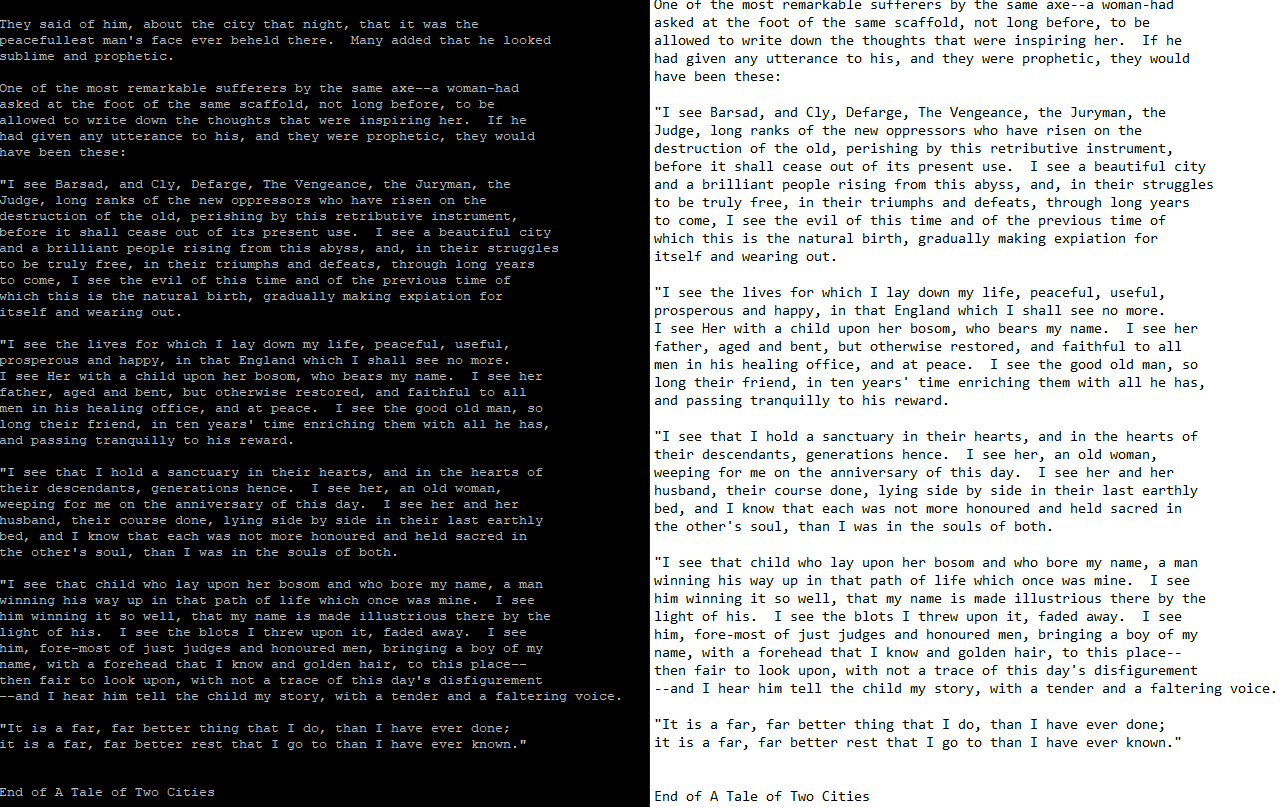 They said of him, about the city that night, that it was the
peacefullest man's face ever beheld there.  Many added that he looked
sublime and prophetic.

One of the most remarkable sufferers by the same axe--a woman-had
asked at the foot of the same scaffold, not long before, to be
allowed to write down the thoughts that were inspiring her.  If he
had given any utterance to his, and they were prophetic, they would
have been these:

"I see Barsad, and Cly, Defarge, The Vengeance, the Juryman, the
Judge, long ranks of the new oppressors who have risen on the
destruction of the old, perishing by this retributive instrument,
before it shall cease out of its present use.  I see a beautiful city
and a brilliant people rising from this abyss, and, in their struggles
to be truly free, in their triumphs and defeats, through long years
to come, I see the evil of this time and of the previous time of
which this is the natural birth, gradually making expiation for
itself and wearing out.

"I see the lives for which I lay down my life, peaceful, useful,
prosperous and happy, in that England which I shall see no more.
I see Her with a child upon her bosom, who bears my name.  I see her
father, aged and bent, but otherwise restored, and faithful to all
men in his healing office, and at peace.  I see the good old man, so
long their friend, in ten years' time enriching them with all he has,
and passing tranquilly to his reward.

"I see that I hold a sanctuary in their hearts, and in the hearts of
their descendants, generations hence.  I see her, an old woman,
weeping for me on the anniversary of this day.  I see her and her
husband, their course done, lying side by side in their last earthly
bed, and I know that each was not more honoured and held sacred in
the other's soul, than I was in the souls of both.

"I see that child who lay upon her bosom and who bore my name, a man
winning his way up in that path of life which once was mine.  I see
him winning it so well, that my name is made illustrious there by the
light of his.  I see the blots I threw upon it, faded away.  I see
him, fore-most of just judges and honoured men, bringing a boy of my
name, with a forehead that I know and golden hair, to this place--
then fair to look upon, with not a trace of this day's disfigurement
--and I hear him tell the child my story, with a tender and a faltering voice.

"It is a far, far better thing that I do, than I have ever done;
it is a far, far better rest that I go to than I have ever known."

End of A Tale of Two Cities

One of the most remarkable sufferers by the same axe--a woman-had
asked at the foot of the same scaffold, not long before, to be
allowed to write down the thoughts that were inspiring her.  If he
had given any utterance to his, and they were prophetic, they would
have been these:

"I see Barsad, and Cly, Defarge, The Vengeance, the Juryman, the
Judge, long ranks of the new oppressors who have risen on the
destruction of the old, perishing by this retributive instrument,
before it shall cease out of its present use.  I see a beautiful city
and a brilliant people rising from this abyss, and, in their struggles
to be truly free, in their triumphs and defeats, through long years
to come, I see the evil of this time and of the previous time of
which this is the natural birth, gradually making expiation for
itself and wearing out.

"I see the lives for which I lay down my life, peaceful, useful,
prosperous and happy, in that England which I shall see no more.
I see Her with a child upon her bosom, who bears my name.  I see her
father, aged and bent, but otherwise restored, and faithful to all
men in his healing office, and at peace.  I see the good old man, so
long their friend, in ten years' time enriching them with all he has,
and passing tranquilly to his reward.

"I see that I hold a sanctuary in their hearts, and in the hearts of
their descendants, generations hence.  I see her, an old woman,
weeping for me on the anniversary of this day.  I see her and her
husband, their course done, lying side by side in their last earthly
bed, and I know that each was not more honoured and held sacred in
the other's soul, than I was in the souls of both.

"I see that child who lay upon her bosom and who bore my name, a man
winning his way up in that path of life which once was mine.  I see
him winning it so well, that my name is made illustrious there by the
light of his.  I see the blots I threw upon it, faded away.  I see
him, fore-most of just judges and honoured men, bringing a boy of my
name, with a forehead that I know and golden hair, to this place--
then fair to look upon, with not a trace of this day's disfigurement
--and I hear him tell the child my story, with a tender and a faltering voice.

"It is a far, far better thing that I do, than I have ever done;
it is a far, far better rest that I go to than I have ever known."

End of A Tale of Two Cities